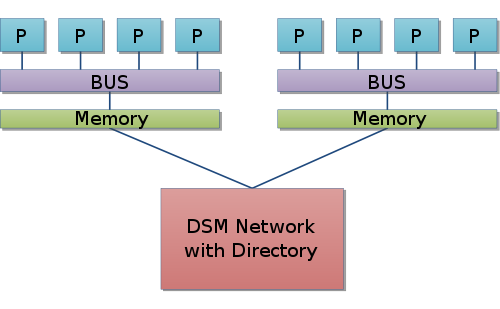 P P P P P P P P
BUS BUS
Memory Memory
DSM Network
with Directory